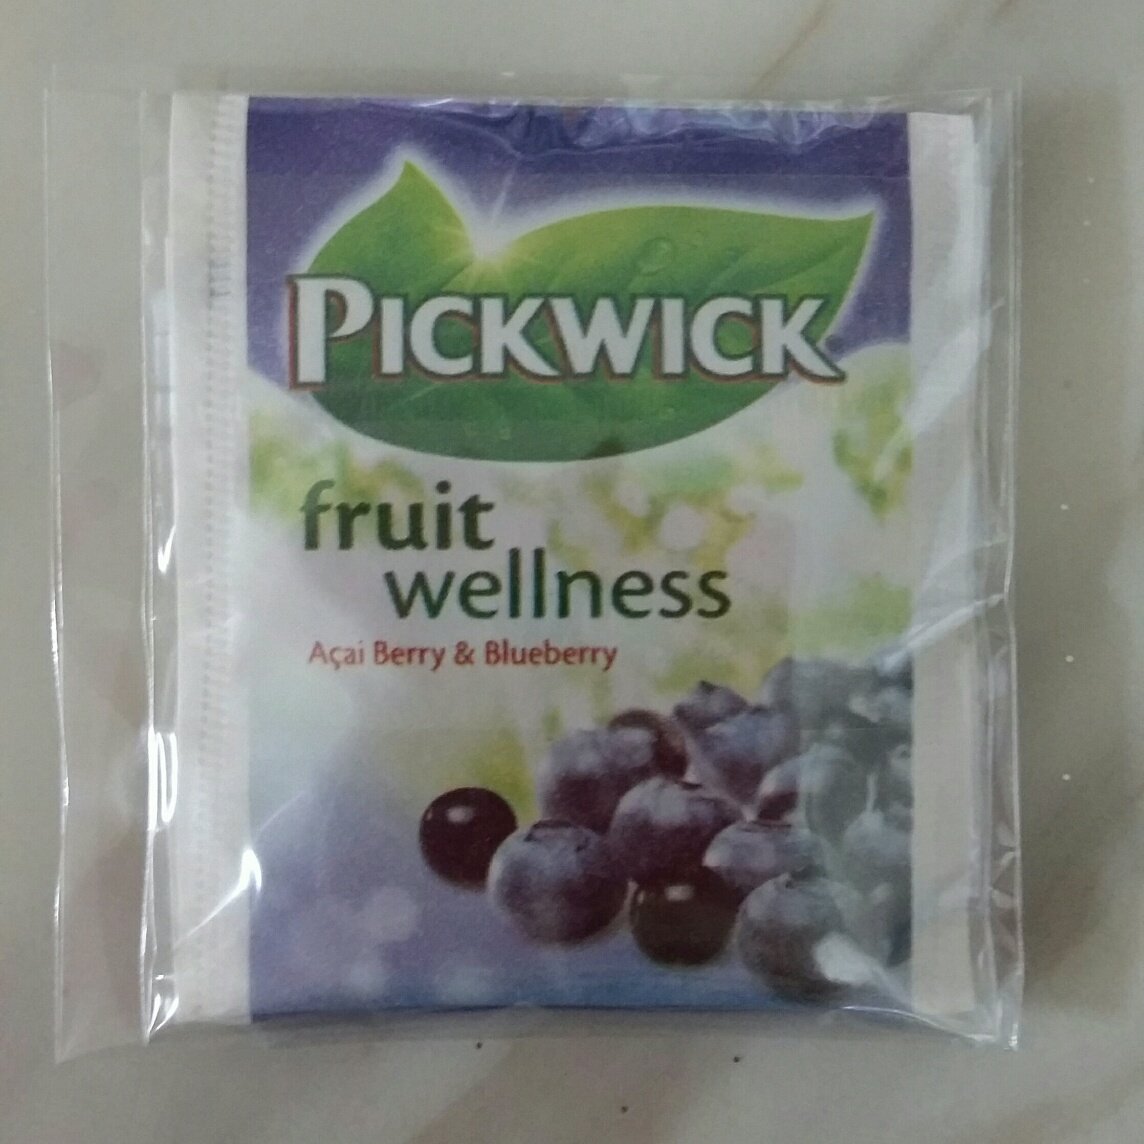 PICKWICK
fruit
wellness
Açai Berry & Blueberry